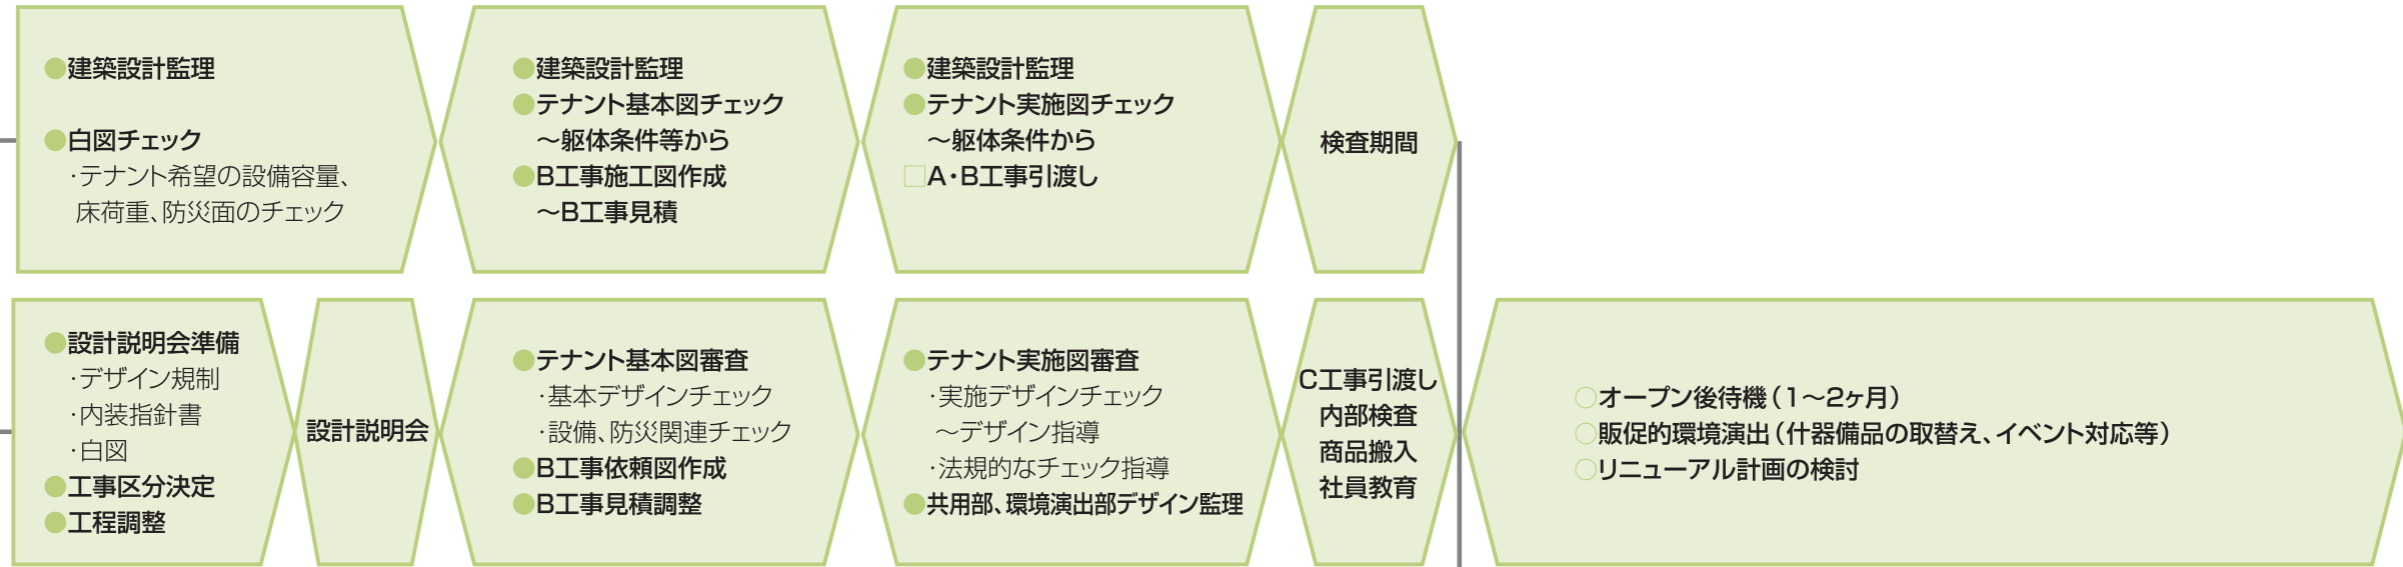 ●建築設計監理
●白図チェック
・テナント希望の設備容量、
床荷重、防災面のチェック
●建築設計監理
●テナント基本図チェック
～躯体条件等から
●B工事施工図作成
～B工事見積
●建築設計監理
●テナント実施図チェック
～躯体条件から
□A・B工事引渡し
検査期間
●設計説明会準備
・デザイン規制
・内装指針書
・白図
●工事区分決定
●工程調整
設計説明会
●テナント基本図審査
・基本デザインチェック
・設備、防災関連チェック
●B工事依頼図作成
●B工事見積調整
●テナント実施図審査
・実施デザインチェック
～デザイン指導
・法規的なチェック指導
●共用部、環境演出部デザイン監理
C工事引渡し
内部検査
商品搬入
社員教育
○オープン後待機（1～2ヶ月）
○販促的環境演出（什器備品の取替え、イベント対応等）
○リニューアル計画の検討